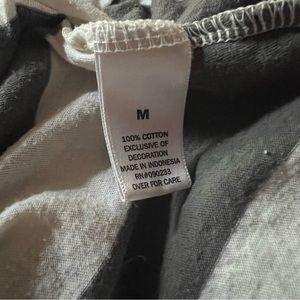 M
100% COTTON
EXCLUSIVE OF
DECORATION
MADE IN INDONESIA
RN#090233
OVER FOR CARE